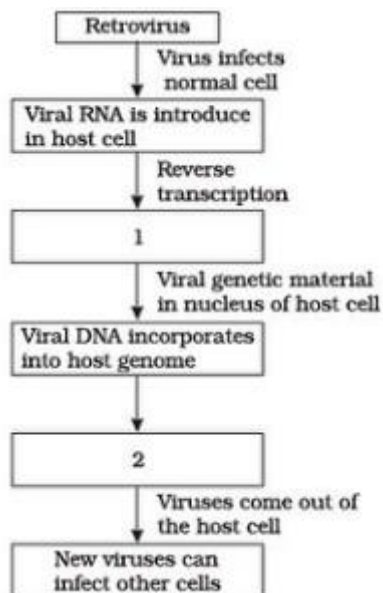 Retrovirus
Virus infects
normal cell
Viral RNA is introduce
in host cell
Reverse
transcription
1
Viral genetic material
in nucleus of host cell
Viral DNA incorporates
into host genome
2
Viruses come out of
the host cell
New viruses can
infect other cells